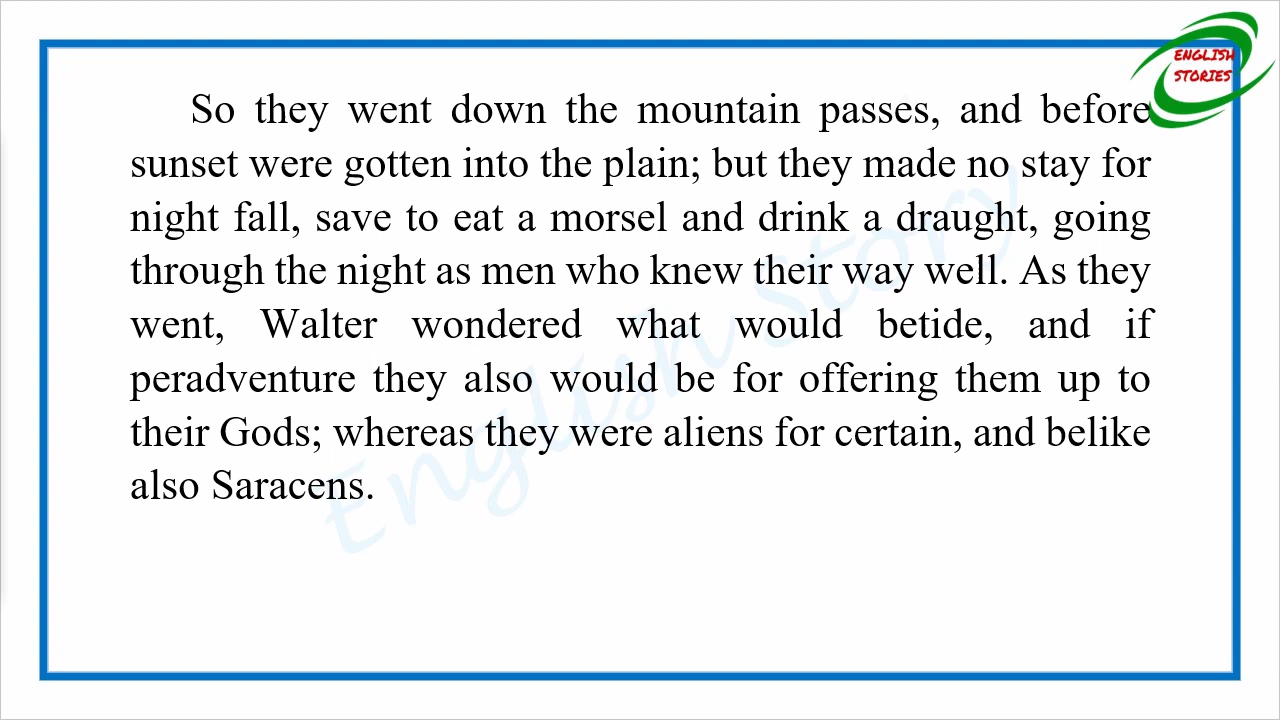 ENGLISH
STORIES
So they went down the mountain passes, and before
sunset were gotten into the plain; but they made no stay for
night fall, save to eat a morsel and drink a draught, going
through the night as men who knew their way well. As they
went, Walter wondered what would betide, and if
peradventure they also would be for offering them up to
their Gods; whereas they were aliens for certain, and belike
also Saracens.
English Story